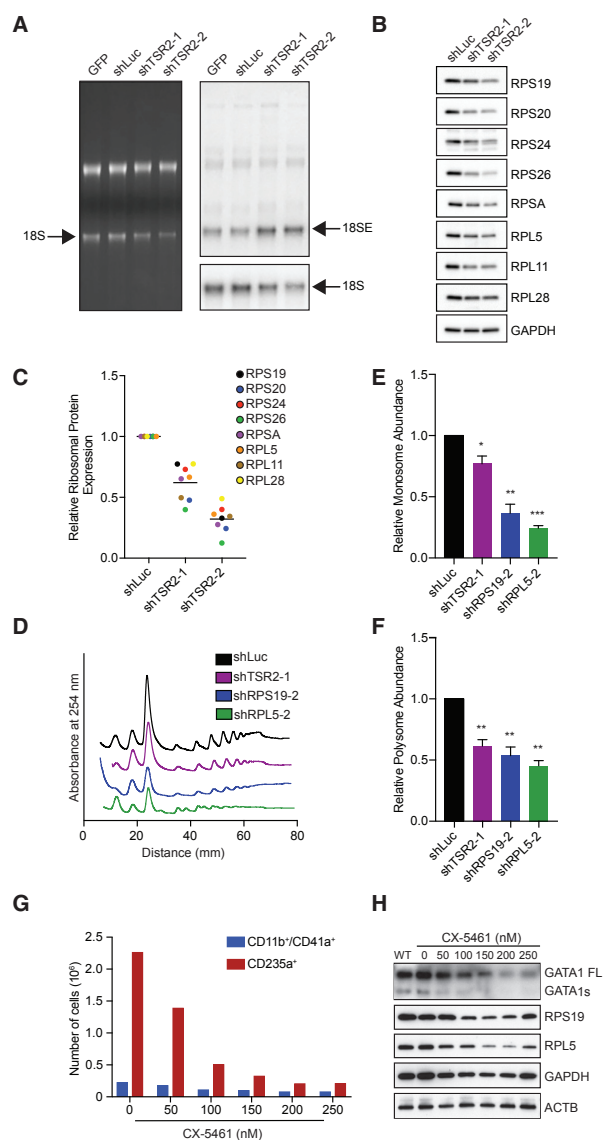 A
GFP
shLuc
shTSR2-1
shTSR2-2
GFP
shLuc
shTSR2-1
shTSR2-2
18S
18SE
18S
B
shLuc
shTSR2-1
shTSR2-2
RPS19
RPS20
RPS24
RPS26
RPSA
RPL5
RPL11
RPL28
GAPDH
C
Relative Ribosomal Protein
Expression
1.5
1.0
0.5
0.0
shLuc
shTSR2-1
shTSR2-2
RPS19
RPS20
RPS24
RPS26
RPSA
RPL5
RPL11
RPL28
E
Relative Monosome Abundance
1.5
1.0
0.5
0.0
*
**
***
shLuc
shTSR2-1
shRPS19-2
shRPL5-2
D
Absorbance at 254 nm
shLuc
shTSR2-1
shRPS19-2
shRPL5-2
0 20 40 60 80
Distance (mm)
F
Relative Polysome Abundance
1.5
1.0
0.5
0.0
**
**
**
shLuc
shTSR2-1
shRPS19-2
shRPL5-2
G
Number of cells (10⁶)
2.5
2.0
1.5
1.0
0.5
0
CD11b⁺/CD41a⁺
CD235a⁺
0 50 100 150 200 250
CX-5461 (nM)
H
CX-5461 (nM)
WT 0 50 100 150 200 250
GATA1 FL
GATA1s
RPS19
RPL5
GAPDH
ACTB